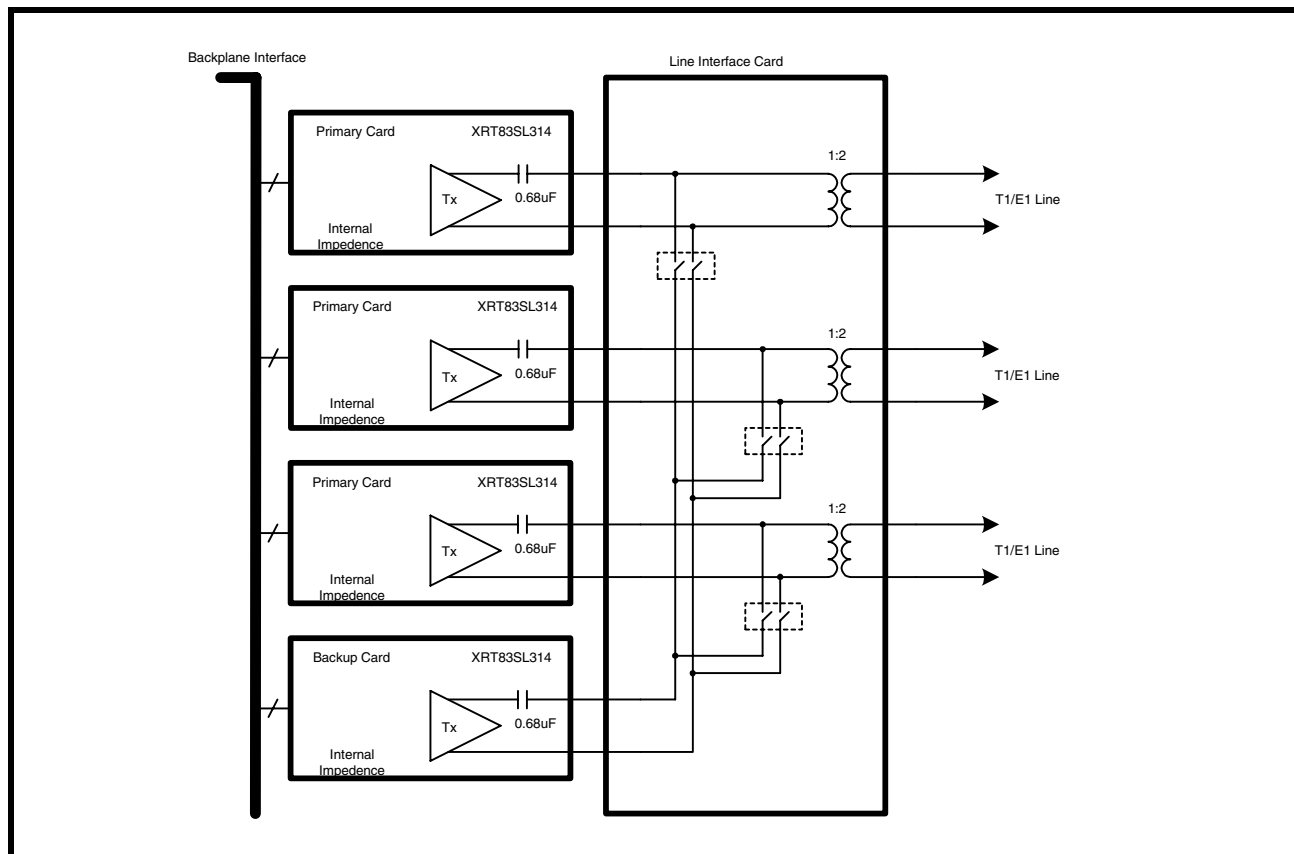 Backplane Interface
Line Interface Card
Primary Card XRT83SL314
Tx
0.68uF
Internal
Impedence
1:2
T1/E1 Line
Primary Card XRT83SL314
Tx
0.68uF
Internal
Impedence
1:2
T1/E1 Line
Primary Card XRT83SL314
Tx
0.68uF
Internal
Impedence
1:2
T1/E1 Line
Backup Card XRT83SL314
Tx
0.68uF
Internal
Impedence